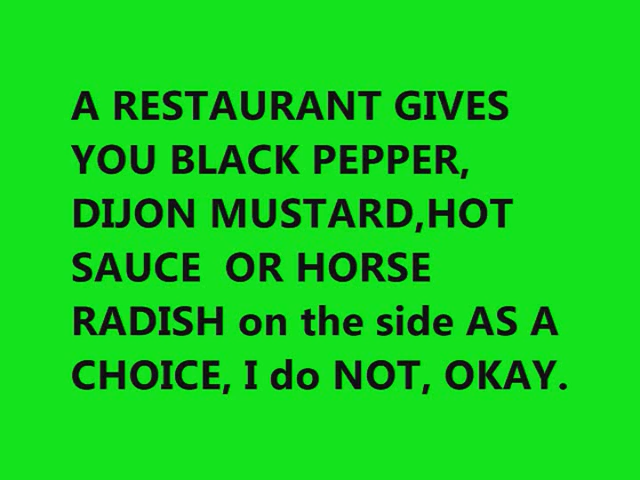 A RESTAURANT GIVES
YOU BLACK PEPPER,
DIJON MUSTARD,HOT
SAUCE  OR HORSE
RADISH on the side AS A
CHOICE, I do NOT, OKAY.